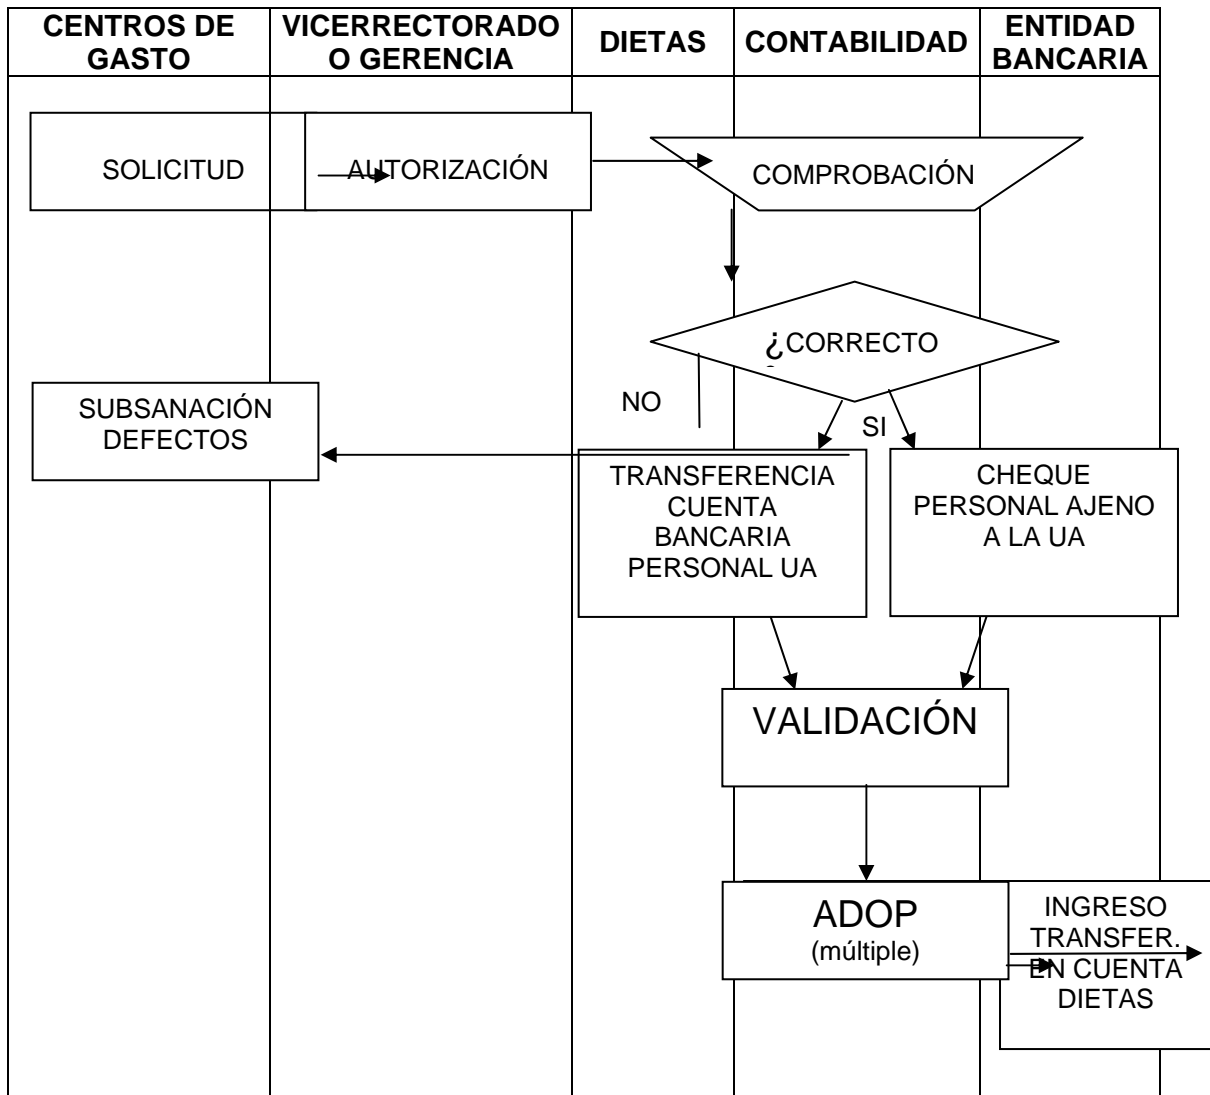 CENTROS DE
GASTO
VICERRECTORADO
O GERENCIA
DIETAS
CONTABILIDAD
ENTIDAD
BANCARIA
SOLICITUD
AUTORIZACIÓN
COMPROBACIÓN
¿CORRECTO
NO
SI
SUBSANACIÓN
DEFECTOS
TRANSFERENCIA
CUENTA
BANCARIA
PERSONAL UA
CHEQUE
PERSONAL AJENO
A LA UA
VALIDACIÓN
ADOP
(múltiple)
INGRESO
TRANSFER.
EN CUENTA
DIETAS